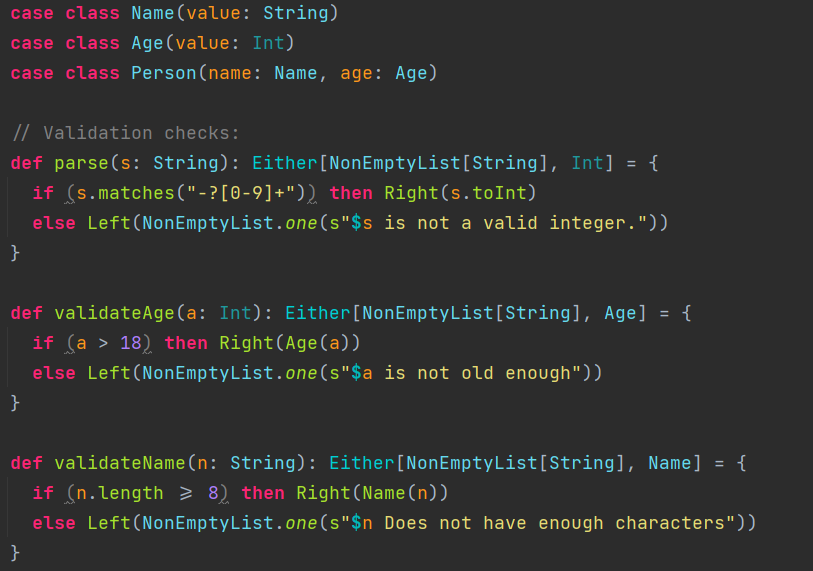 case class Name(value: String)
case class Age(value: Int)
case class Person(name: Name, age: Age)
// Validation checks:
def parse(s: String): Either[NonEmptyList[String], Int] = {
  if (s.matches("-?[0-9]+")) then Right(s.toInt)
  else Left(NonEmptyList.one(s"$s is not a valid integer."))
}
def validateAge(a: Int): Either[NonEmptyList[String], Age] = {
  if (a > 18) then Right(Age(a))
  else Left(NonEmptyList.one(s"$a is not old enough"))
}
def validateName(n: String): Either[NonEmptyList[String], Name] = {
  if (n.length ⩾ 8) then Right(Name(n))
  else Left(NonEmptyList.one(s"$n Does not have enough characters"))
}